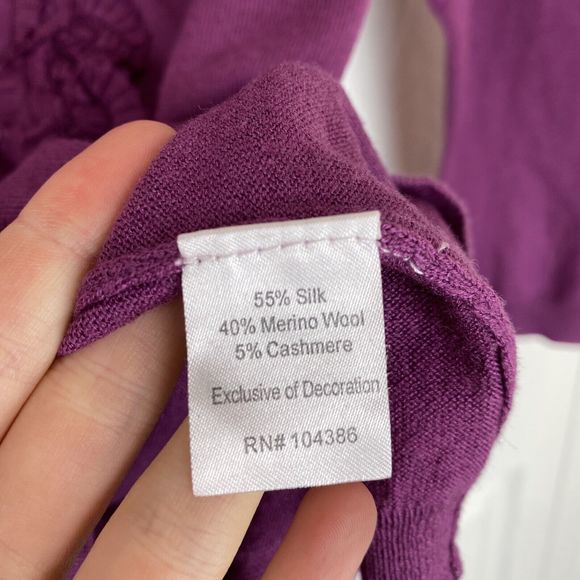 55% Silk
40% Merino Wool
5% Cashmere
Exclusive of Decoration
RN# 104386